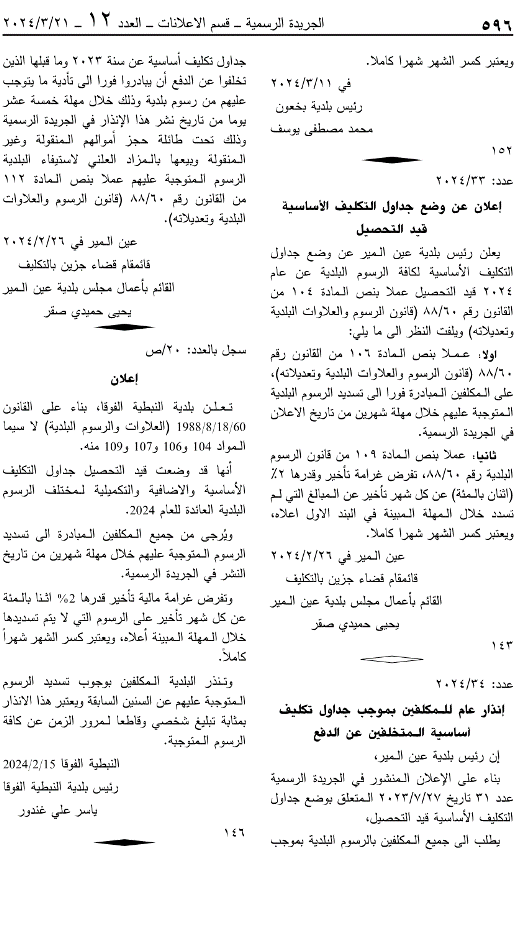 ٥٩٦
الجريدة الرسمية – قسم الاعلانات – العدد ١٢ – ٢٠٢٤/٣/٢١
ويعتبر كسر الشهر شهرا كاملا.
في ٢٠٢٤/٣/١١
رئيس بلدية بخعون
محمد مصطفى يوسف
١٥٢
عدد: ٢٠٢٤/٣٣
إعلان عن وضع جداول التكليف الأساسية
قيد التحصيل
يعلن رئيس بلدية عين المير عن وضع جداول
التكليف الأساسية لكافة الرسوم البلدية عن عام
٢٠٢٤ قيد التحصيل عملا بنص المادة ١٠٤ من
القانون رقم ٨٨/٦٠ (قانون الرسوم والعلاوات البلدية
وتعديلاته) ويلفت النظر الى ما يلي:
اولا: عملا بنص المادة ١٠٦ من القانون رقم
٨٨/٦٠ (قانون الرسوم والعلاوات البلدية وتعديلاته)،
على المكلفين المبادرة فورا الى تسديد الرسوم البلدية
المتوجبة عليهم خلال مهلة شهرين من تاريخ الاعلان
في الجريدة الرسمية.
ثانيا: عملا بنص المادة ١٠٩ من قانون الرسوم
البلدية رقم ٨٨/٦٠، تفرض غرامة تأخير وقدرها ٢٪
(اثنان بالمئة) عن كل شهر تأخير عن المبالغ التي لم
تسدد خلال المهلة المبينة في البند الاول اعلاه،
ويعتبر كسر الشهر شهرا كاملا.
عين المير في ٢٠٢٤/٢/٢٦
قائمقام قضاء جزين بالتكليف
القائم بأعمال مجلس بلدية عين المير
يحيى حميدي صقر
١٤٣
عدد: ٢٠٢٤/٣٤
إنذار عام للمكلفين بموجب جداول تكليف
أساسية المتخلفين عن الدفع
إن رئيس بلدية عين المير،
بناء على الإعلان المنشور في الجريدة الرسمية
عدد ٣١ تاريخ ٢٠٢٣/٧/٢٧ المتعلق بوضع جداول
التكليف الأساسية قيد التحصيل،
يطلب الى جميع المكلفين بالرسوم البلدية بموجب
جداول تكليف أساسية عن سنة ٢٠٢٣ وما قبلها الذين
تخلفوا عن الدفع أن يبادروا فورا الى تأدية ما يتوجب
عليهم من رسوم بلدية وذلك خلال مهلة خمسة عشر
يوما من تاريخ نشر هذا الإنذار في الجريدة الرسمية
وذلك تحت طائلة حجز أموالهم المنقولة وغير
المنقولة وبيعها بالمزاد العلني لاستيفاء البلدية
الرسوم المتوجبة عليهم عملا بنص المادة ١١٢
من القانون رقم ٨٨/٦٠ (قانون الرسوم والعلاوات
البلدية وتعديلاته).
عين المير في ٢٠٢٤/٢/٢٦
قائمقام قضاء جزين بالتكليف
القائم بأعمال مجلس بلدية عين المير
يحيى حميدي صقر
سجل بالعدد: ٢٠/ص
إعلان
تعلن بلدية النبطية الفوقا، بناء على القانون
1988/8/18/60 (العلاوات والرسوم البلدية) لا سيما
المواد 104 و106 و107 و109 منه.
أنها قد وضعت قيد التحصيل جداول التكليف
الأساسية والاضافية والتكميلية لمختلف الرسوم
البلدية العائدة للعام 2024.
ويُرجى من جميع المكلفين المبادرة الى تسديد
الرسوم المتوجبة عليهم خلال مهلة شهرين من تاريخ
النشر في الجريدة الرسمية.
وتفرض غرامة مالية تأخير قدرها 2% اثنا بالمئة
عن كل شهر تأخير على الرسوم التي لا يتم تسديدها
خلال المهلة المبينة أعلاه، ويعتبر كسر الشهر شهراً
كاملاً.
وتنذر البلدية المكلفين بوجوب تسديد الرسوم
المتوجبة عليهم عن السنين السابقة ويعتبر هذا الانذار
بمثابة تبليغ شخصي وقاطعا لمرور الزمن عن كافة
الرسوم المتوجبة.
النبطية الفوقا 2024/2/15
رئيس بلدية النبطية الفوقا
ياسر علي غندور
١٤٦